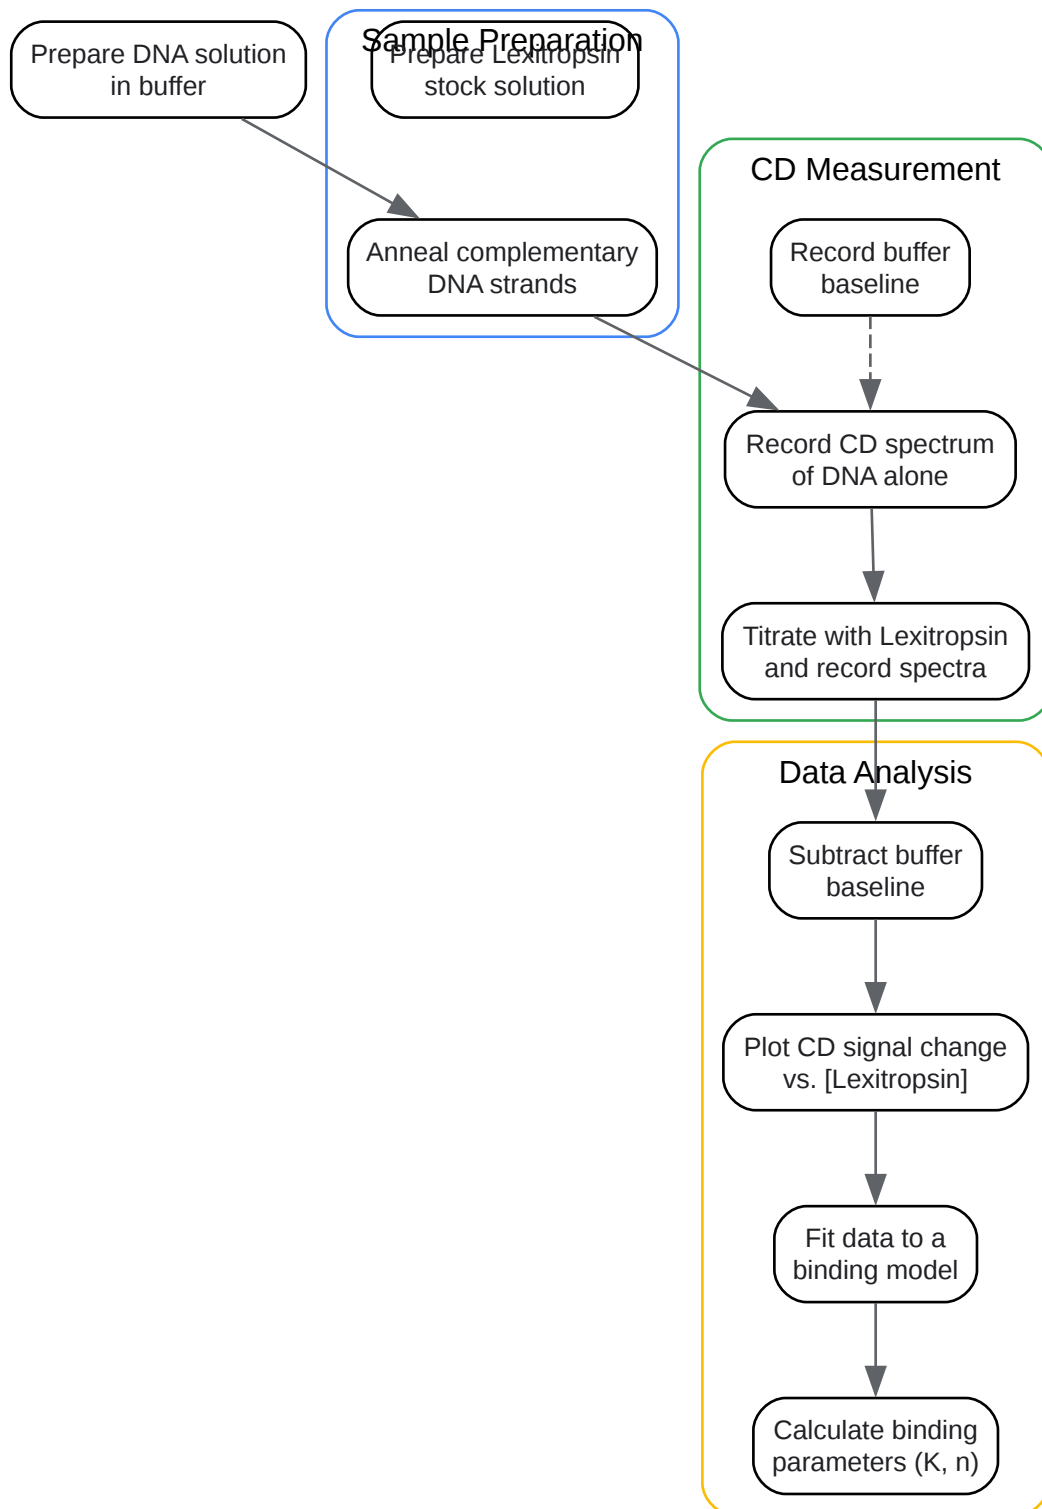 Prepare DNA solution
in buffer
Sample Preparation
Prepare Lexitropsin
stock solution
Anneal complementary
DNA strands
CD Measurement
Record buffer
baseline
Record CD spectrum
of DNA alone
Titrate with Lexitropsin
and record spectra
Data Analysis
Subtract buffer
baseline
Plot CD signal change
vs. [Lexitropsin]
Fit data to a
binding model
Calculate binding
parameters (K, n)